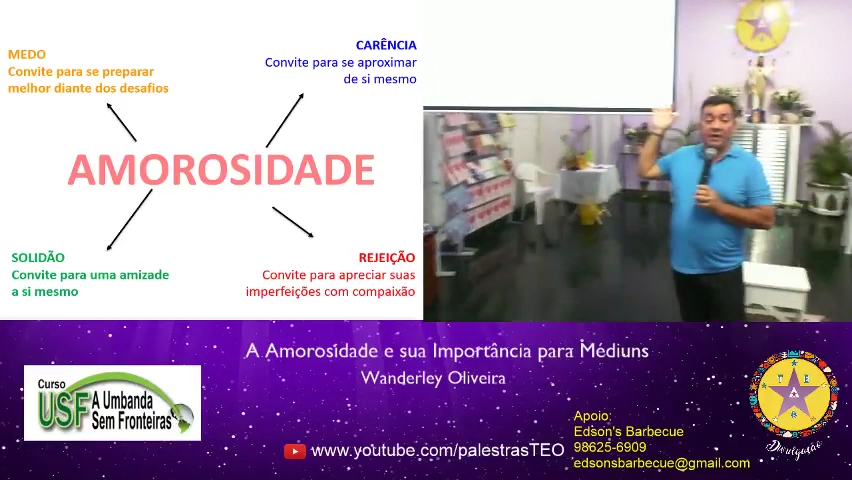 MEDO
Convite para se preparar
melhor diante dos desafios
CARÊNCIA
Convite para se aproximar
de si mesmo
AMOROSIDADE
SOLIDÃO
Convite para uma amizade
a si mesmo
REJEIÇÃO
Convite para apreciar suas
imperfeições com compaixão
A Amorosidade e sua Importância para Médiuns
Wanderley Oliveira
Curso
USF A Umbanda
Sem Fronteiras
www.youtube.com/palestrasTEO
Apoio:
Edson's Barbecue
98625-6909
edsonsbarbecue@gmail.com
Divulgação